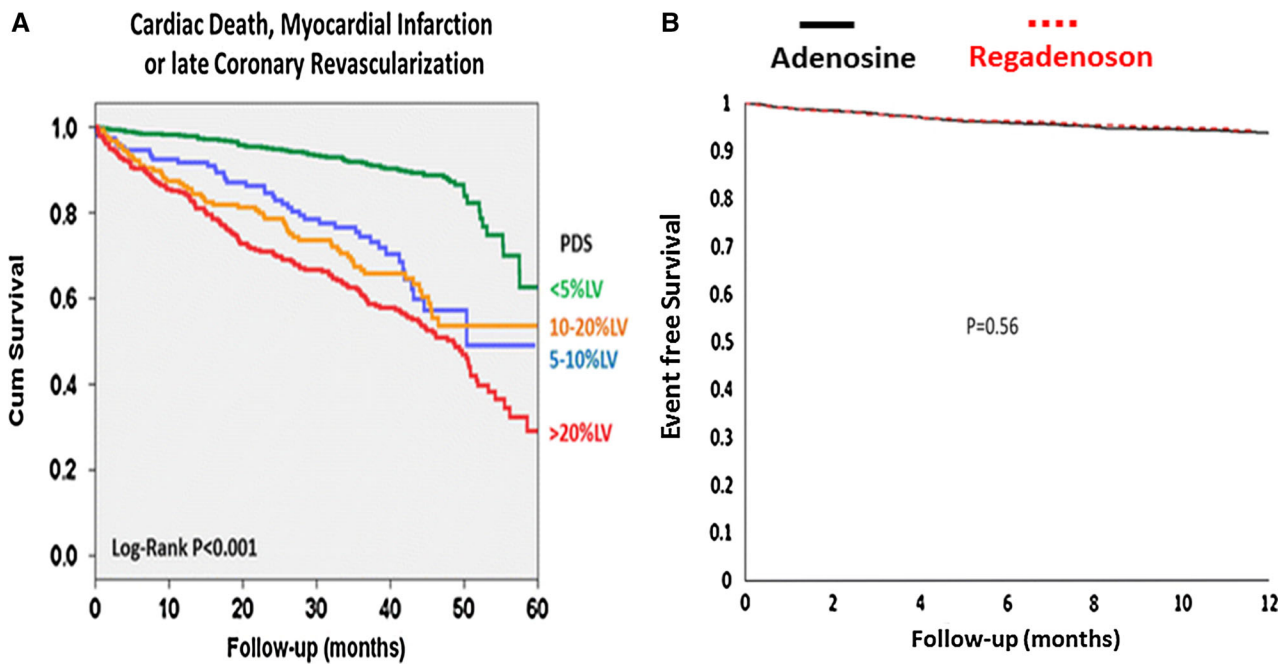 A
Cardiac Death, Myocardial Infarction
or late Coronary Revascularization
Cum Survival
1.0
0.8
0.6
0.4
0.2
0.0
PDS
<5%LV
10-20%LV
5-10%LV
>20%LV
Log-Rank P<0.001
0 10 20 30 40 50 60
Follow-up (months)
B
Adenosine Regadenoson
Event free Survival
1
0.9
0.8
0.7
0.6
0.5
0.4
0.3
0.2
0.1
0
P=0.56
0 2 4 6 8 10 12
Follow-up (months)